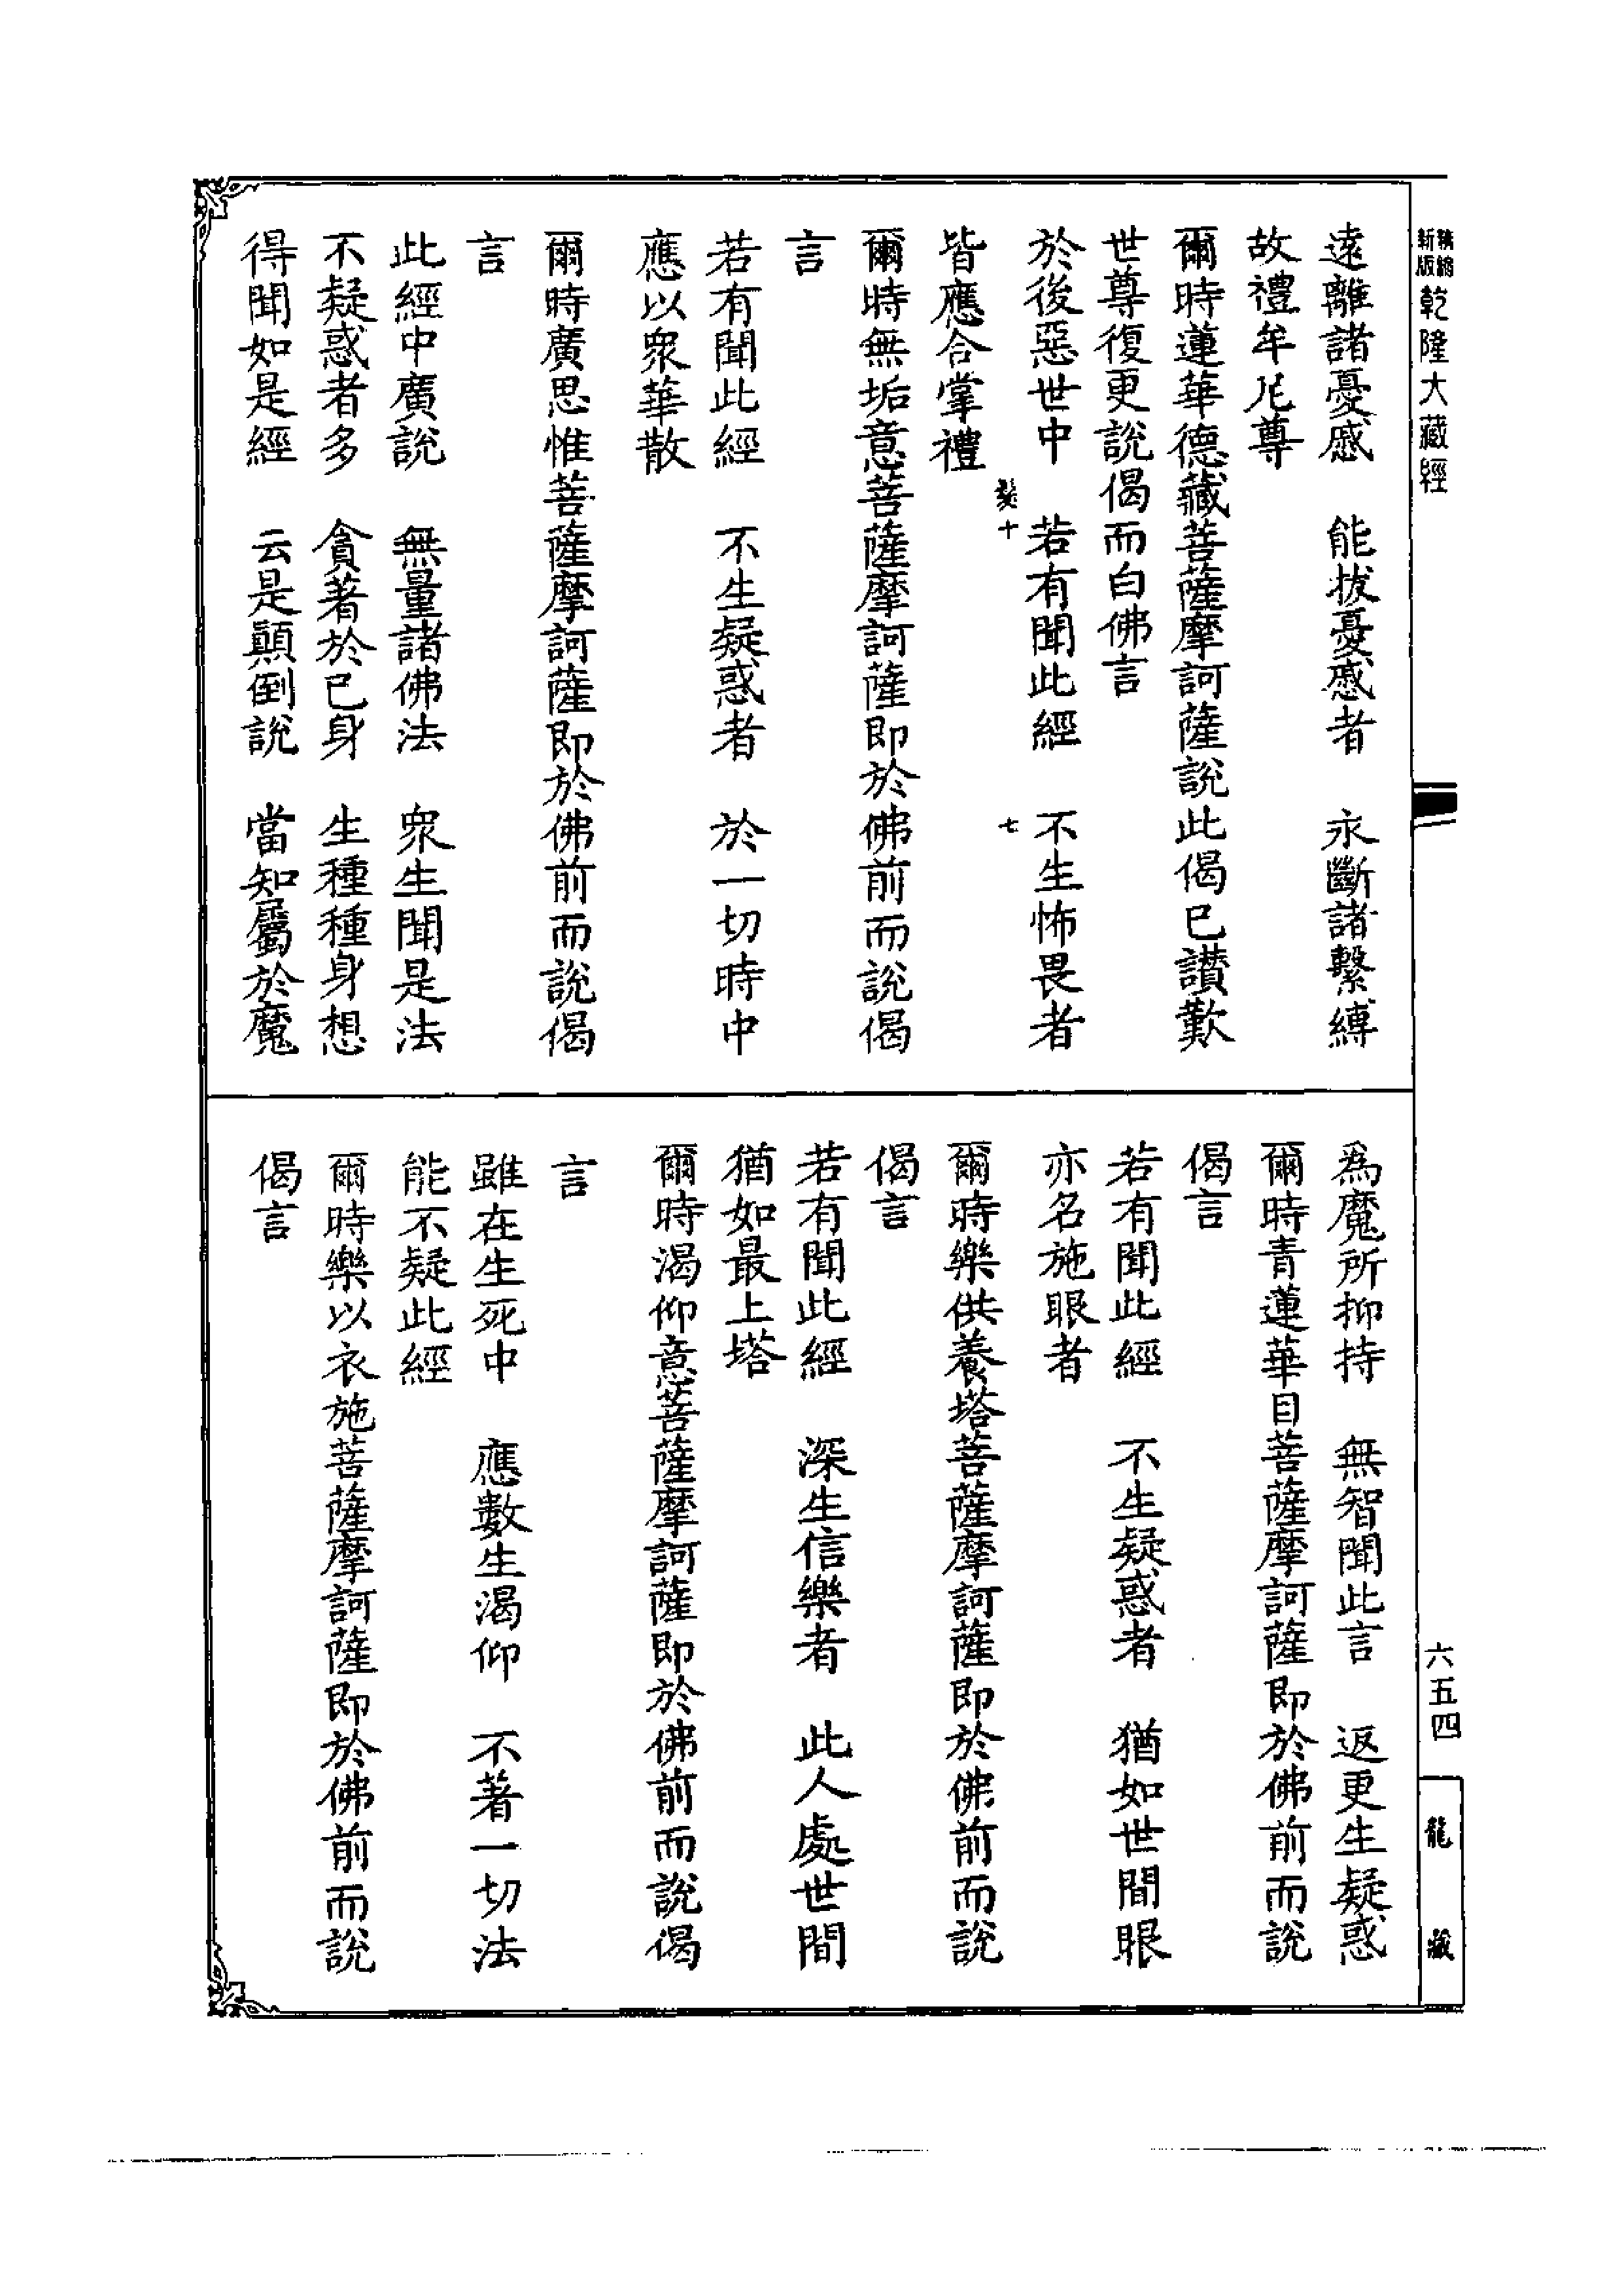 新版精縮乾隆大藏經
遠離諸憂慼　能拔憂慼者　永斷諸繫縛
故禮牟尼尊
爾時蓮華德藏菩薩摩訶薩說此偈已讚歎
世尊復更說偈而白佛言
於後惡世中　若有聞此經　不生怖畏者
髮十　七
皆應合掌禮
爾時無垢意菩薩摩訶薩即於佛前而說偈
言
若有聞此經　不生疑惑者　於一切時中
應以衆華散
爾時廣思惟菩薩摩訶薩即於佛前而說偈
言
此經中廣說　無量諸佛法　衆生聞是法
不疑惑者多　貪著於已身　生種種身想
得聞如是經　云是顛倒說　當知屬於魔
為魔所抑持　無智聞此言　返更生疑惑
爾時青蓮華目菩薩摩訶薩即於佛前而說
偈言
若有聞此經　不生疑惑者　猶如世間眼
亦名施眼者
爾時樂供養塔菩薩摩訶薩即於佛前而說
偈言
若有聞此經　深生信樂者　此人處世間
猶如最上塔
爾時渴仰意菩薩摩訶薩即於佛前而說偈
言
雖在生死中　應數生渴仰　不著一切法
能不疑此經
爾時樂以衣施菩薩摩訶薩即於佛前而說
偈言
六五四
龍藏